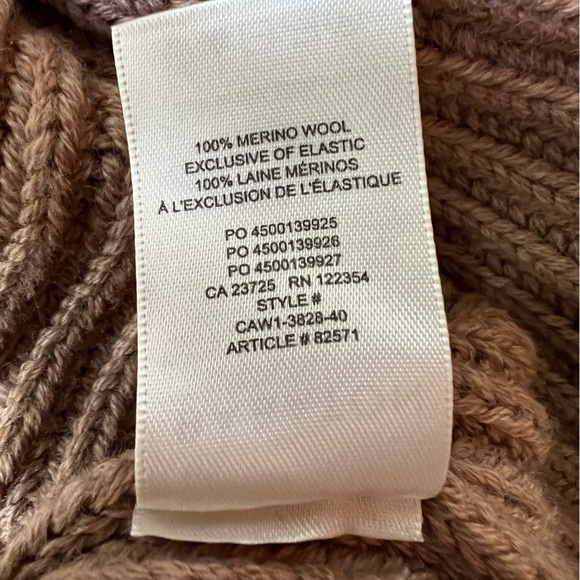 100% MERINO WOOL
EXCLUSIVE OF ELASTIC
100% LAINE MÉRINOS
À L'EXCLUSION DE L'ÉLASTIQUE
PO 4500139925
PO 4500139926
PO 4500139927
CA 23725 RN 122354
STYLE #
CAW1-3828-40
ARTICLE # 82571